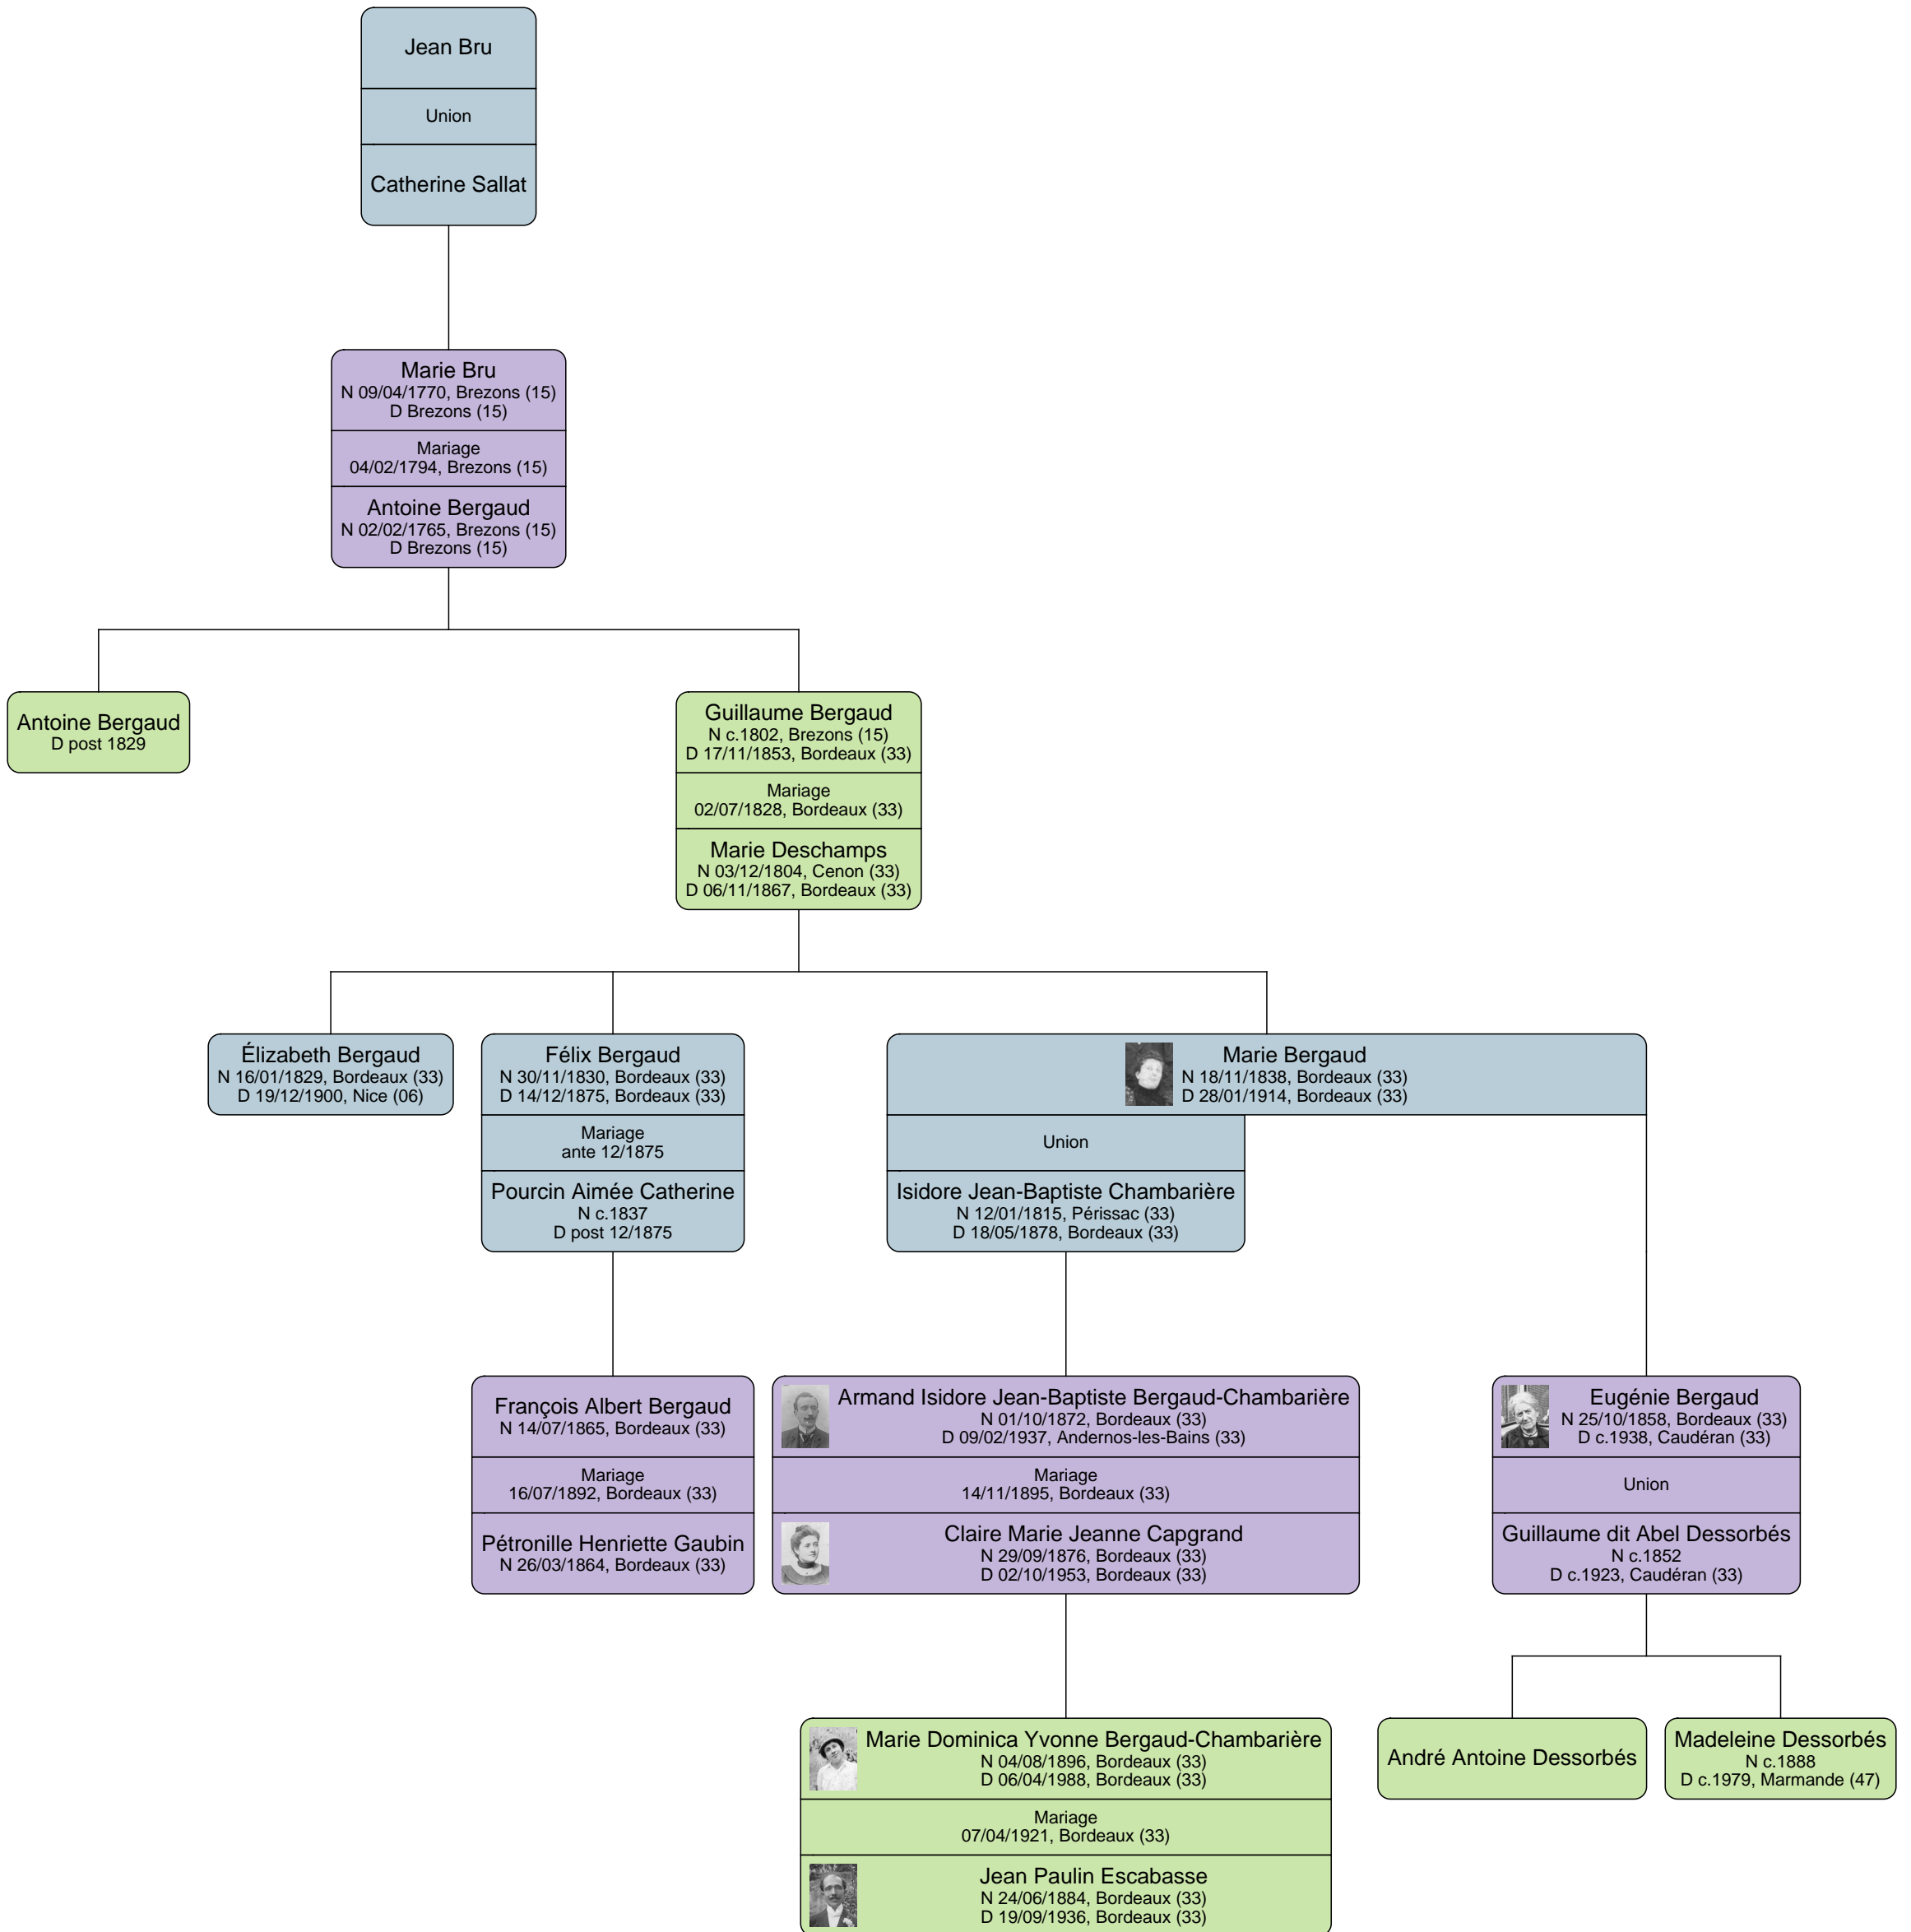 Jean Bru
Union
Catherine Sallat
Marie Bru
N 09/04/1770, Brezons (15)
D Brezons (15)
Mariage
04/02/1794, Brezons (15)
Antoine Bergaud
N 02/02/1765, Brezons (15)
D Brezons (15)
Antoine Bergaud
D post 1829
Guillaume Bergaud
N c.1802, Brezons (15)
D 17/11/1853, Bordeaux (33)
Mariage
02/07/1828, Bordeaux (33)
Marie Deschamps
N 03/12/1804, Cenon (33)
D 06/11/1867, Bordeaux (33)
Élizabeth Bergaud
N 16/01/1829, Bordeaux (33)
D 19/12/1900, Nice (06)
Félix Bergaud
N 30/11/1830, Bordeaux (33)
D 14/12/1875, Bordeaux (33)
Mariage
ante 12/1875
Pourcin Aimée Catherine
N c.1837
D post 12/1875
Marie Bergaud
N 18/11/1838, Bordeaux (33)
D 28/01/1914, Bordeaux (33)
Union
Isidore Jean-Baptiste Chambarière
N 12/01/1815, Périssac (33)
D 18/05/1878, Bordeaux (33)
François Albert Bergaud
N 14/07/1865, Bordeaux (33)
Mariage
16/07/1892, Bordeaux (33)
Pétronille Henriette Gaubin
N 26/03/1864, Bordeaux (33)
Armand Isidore Jean-Baptiste Bergaud-Chambarière
N 01/10/1872, Bordeaux (33)
D 09/02/1937, Andernos-les-Bains (33)
Mariage
14/11/1895, Bordeaux (33)
Claire Marie Jeanne Capgrand
N 29/09/1876, Bordeaux (33)
D 02/10/1953, Bordeaux (33)
Eugénie Bergaud
N 25/10/1858, Bordeaux (33)
D c.1938, Caudéran (33)
Union
Guillaume dit Abel Dessorbés
N c.1852
D c.1923, Caudéran (33)
Marie Dominica Yvonne Bergaud-Chambarière
N 04/08/1896, Bordeaux (33)
D 06/04/1988, Bordeaux (33)
Mariage
07/04/1921, Bordeaux (33)
Jean Paulin Escabasse
N 24/06/1884, Bordeaux (33)
D 19/09/1936, Bordeaux (33)
André Antoine Dessorbés
Madeleine Dessorbés
N c.1888
D c.1979, Marmande (47)